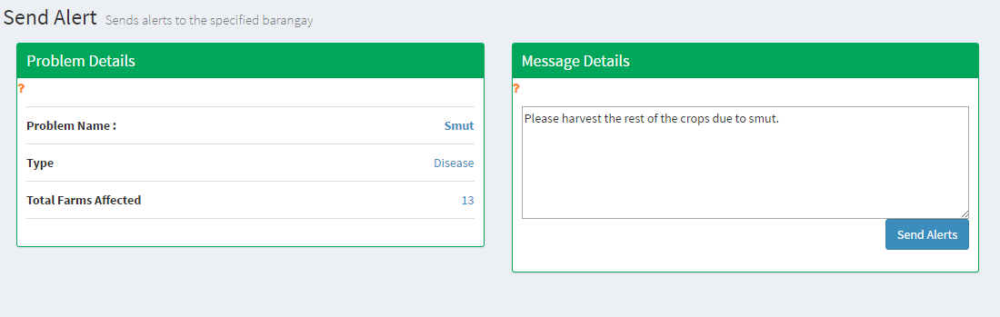 Send Alert Sends alerts to the specified barangay
Problem Details
?
Problem Name : Smut
Type Disease
Total Farms Affected 13
Message Details
?
Please harvest the rest of the crops due to smut.
Send Alerts